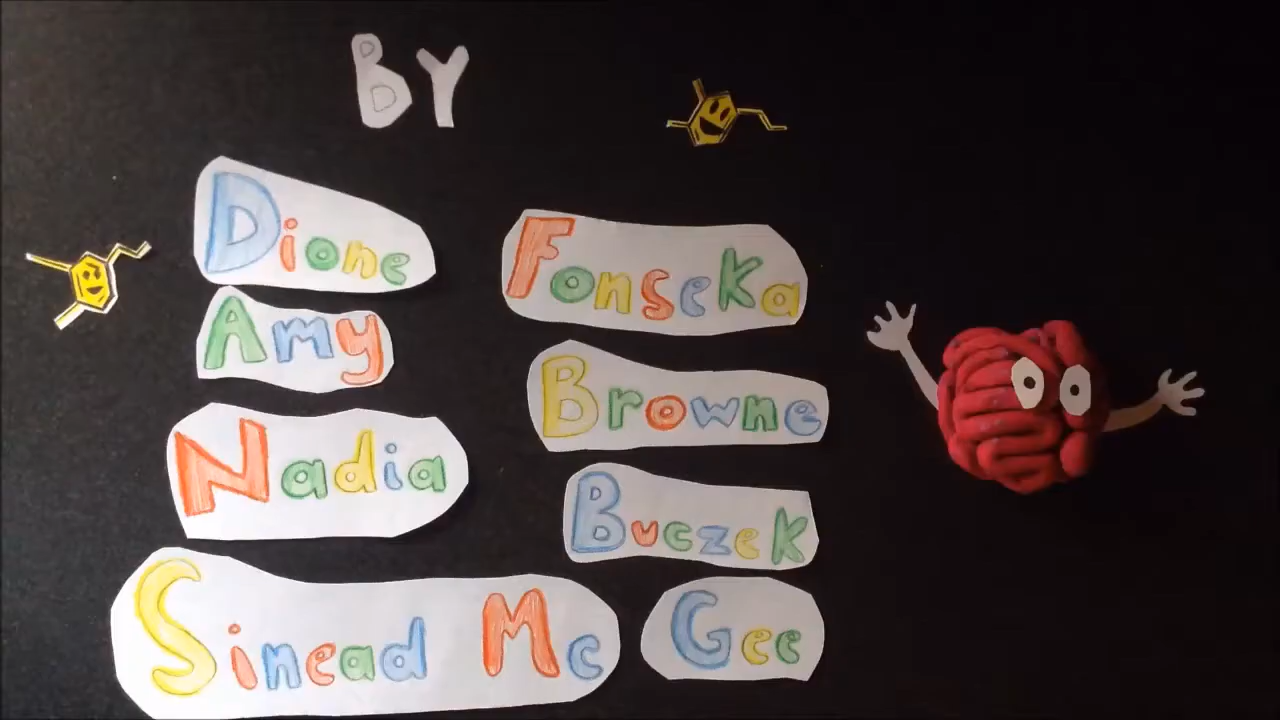 BY
Dione Fonseka
Amy Browne
Nadia Buczek
Sinead Mc Gee